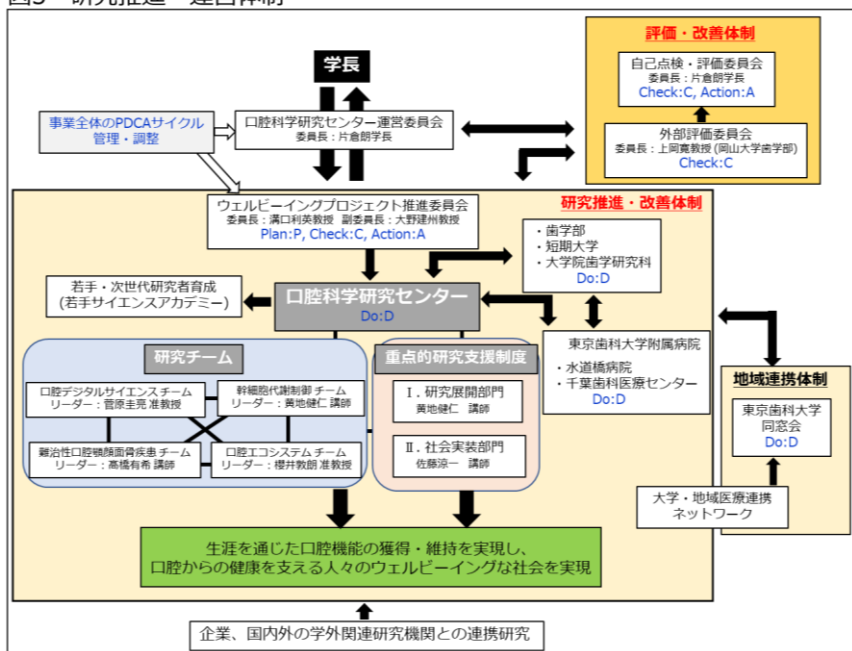 学長
評価・改善体制
自己点検・評価委員会
委員長：片倉朗学長
Check:C, Action:A
外部評価委員会
委員長：上岡寛教授 (岡山大学歯学部)
Check:C
事業全体のPDCAサイクル
管理・調整
口腔科学研究センター運営委員会
委員長：片倉朗学長
ウェルビーイングプロジェクト推進委員会
委員長：溝口利英教授 副委員長：大野建州教授
Plan:P, Check:C, Action:A
研究推進・改善体制
・歯学部
・短期大学
・大学院歯学研究科
Do:D
若手・次世代研究者育成
(若手サイエンスアカデミー)
口腔科学研究センター
Do:D
東京歯科大学附属病院
・水道橋病院
・千葉歯科医療センター
Do:D
研究チーム
口腔デジタルサイエンス チーム
リーダー：菅原圭亮 准教授
幹細胞代謝制御 チーム
リーダー：黄地健仁 講師
難治性口腔顎顔面骨疾患 チーム
リーダー：髙橋有希 講師
口腔エコシステム チーム
リーダー：櫻井敦朗 准教授
重点的研究支援制度
Ⅰ．研究展開部門
黄地健仁 講師
Ⅱ．社会実装部門
佐藤涼一 講師
地域連携体制
東京歯科大学
同窓会
Do:D
大学・地域医療連携
ネットワーク
生涯を通じた口腔機能の獲得・維持を実現し、
口腔からの健康を支える人々のウェルビーイングな社会を実現
企業、国内外の学外関連研究機関との連携研究